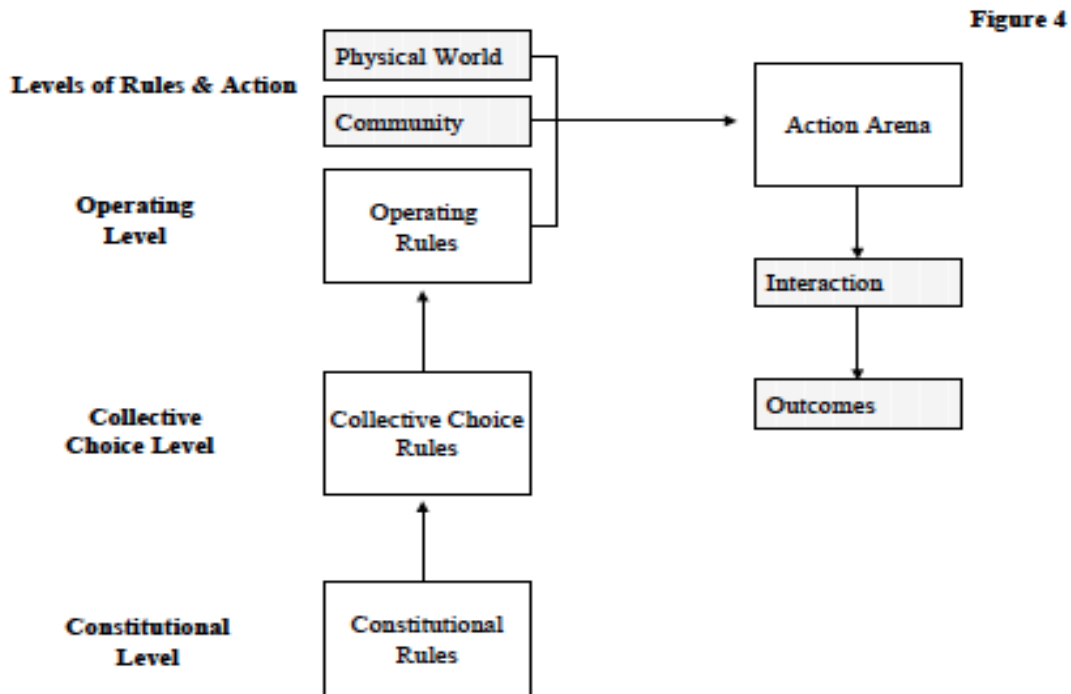 Figure 4
Levels of Rules & Action
Physical World
Community
Action Arena
Operating
Level
Operating
Rules
Interaction
Outcomes
Collective
Choice Level
Collective Choice
Rules
Constitutional
Level
Constitutional
Rules